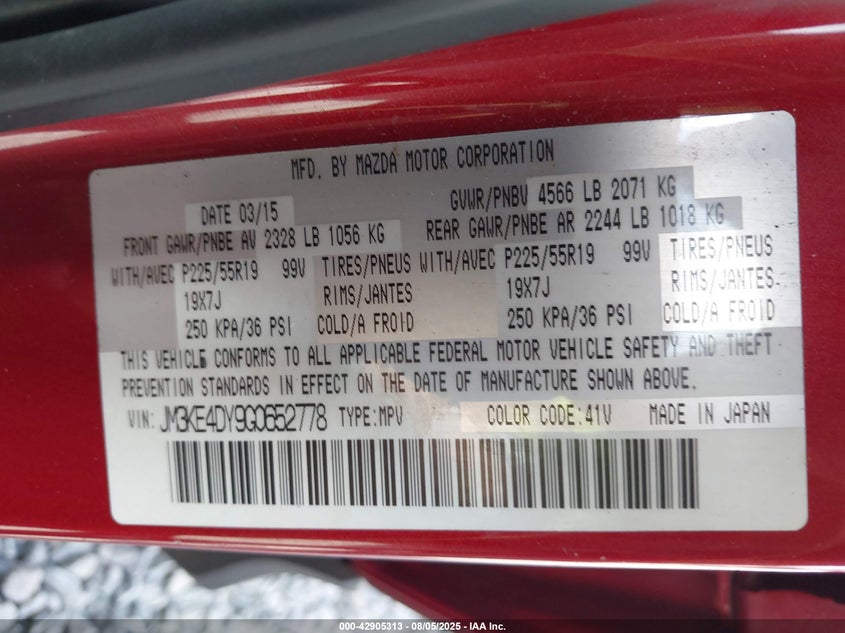 MFD. BY MAZDA MOTOR CORPORATION
DATE 03/15 GVWR/PNBV 4566 LB 2071 KG
FRONT GAWR/PNBE AV 2328 LB 1056 KG REAR GAWR/PNBE AR 2244 LB 1018 KG
WITH/AVEC P225/55R19 99V TIRES/PNEUS WITH/AVEC P225/55R19 99V TIRES/PNEUS
19X7J RIMS/JANTES 19X7J RIMS/JANTES
250 KPA/36 PSI COLD/A FROID 250 KPA/36 PSI COLD/A FROID
THIS VEHICLE CONFORMS TO ALL APPLICABLE FEDERAL MOTOR VEHICLE SAFETY AND THEFT
PREVENTION STANDARDS IN EFFECT ON THE DATE OF MANUFACTURE SHOWN ABOVE.
VIN: JM3KE4DY9G0652778 TYPE:MPV COLOR CODE:41V MADE IN JAPAN
000-42905313 - 08/05/2025 - IAA Inc.